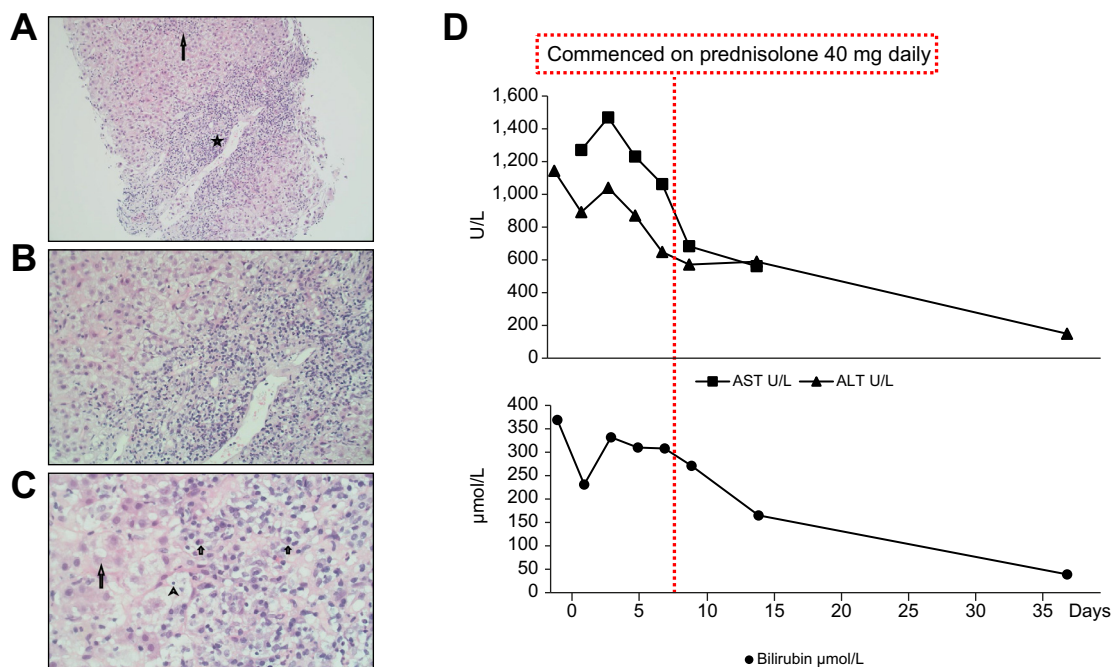 A
B
C
D
Commenced on prednisolone 40 mg daily
1,600
1,400
1,200
1,000
800
600
400
200
0
U/L
AST U/L
ALT U/L
400
350
300
250
200
150
100
50
0
µmol/L
0
5
10
15
20
25
30
35
Days
Bilirubin µmol/L